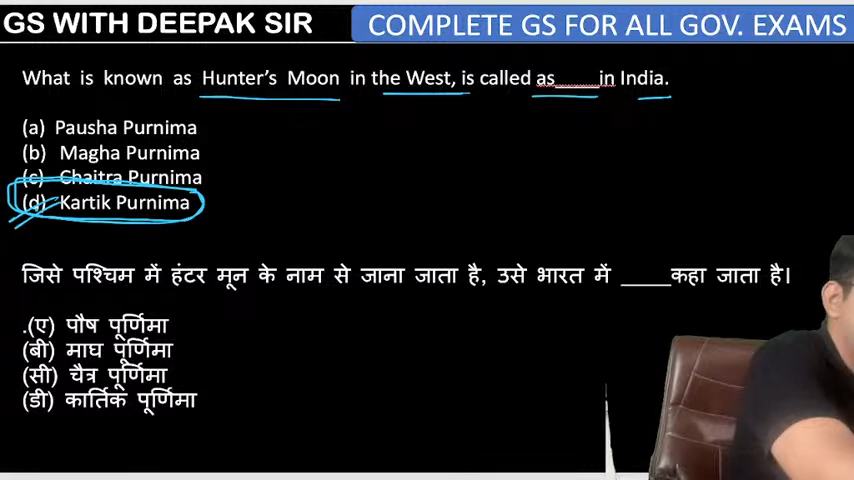 GS WITH DEEPAK SIR
COMPLETE GS FOR ALL GOV. EXAMS
What is known as Hunter's Moon in the West, is called as_____in India.
(a) Pausha Purnima
(b) Magha Purnima
(c) Chaitra Purnima
(d) Kartik Purnima
जिसे पश्चिम में हंटर मून के नाम से जाना जाता है, उसे भारत में _____कहा जाता है।
.(ए) पौष पूर्णिमा
(बी) माघ पूर्णिमा
(सी) चैत्र पूर्णिमा
(डी) कार्तिक पूर्णिमा